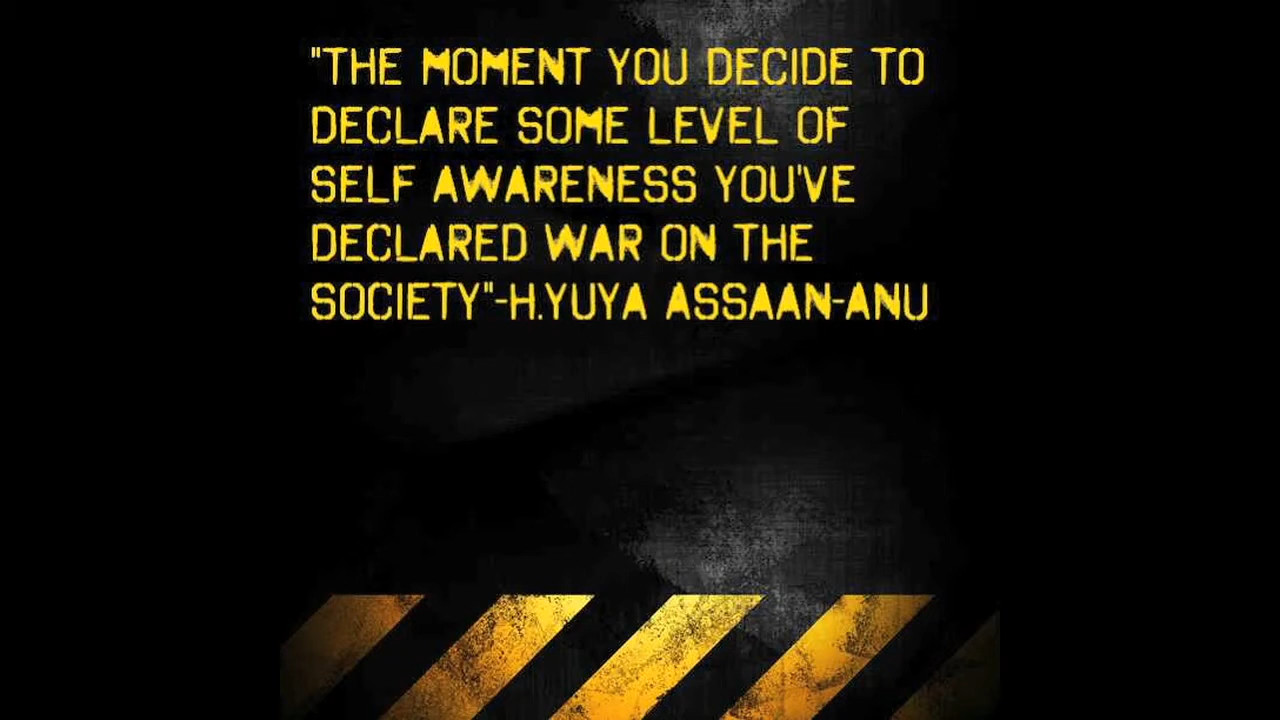 "THE MOMENT YOU DECIDE TO
DECLARE SOME LEVEL OF
SELF AWARENESS YOU'VE
DECLARED WAR ON THE
SOCIETY"-H.YUYA ASSAAN-ANU